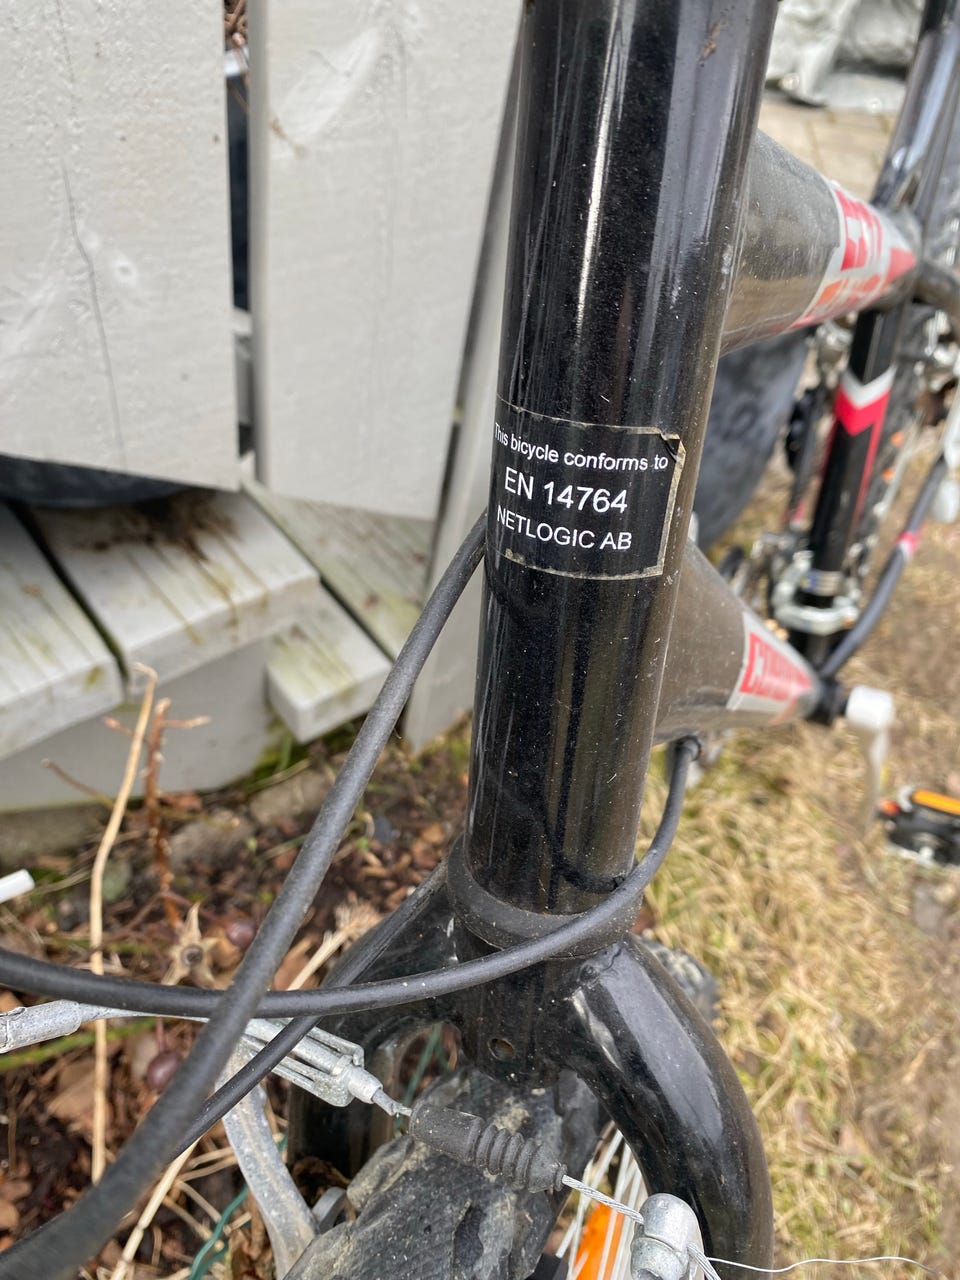 This bicycle conforms to
EN 14764
NETLOGIC AB